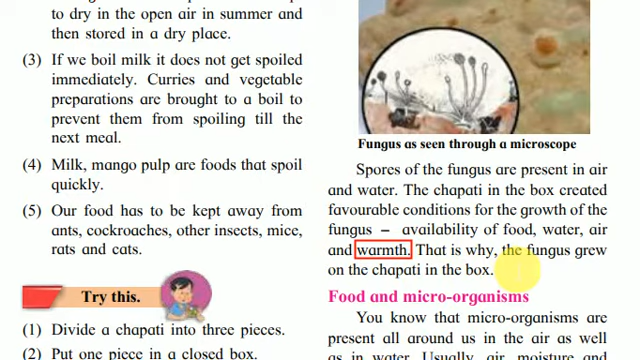 to dry in the open air in summer and
then stored in a dry place.
(3) If we boil milk it does not get spoiled
immediately. Curries and vegetable
preparations are brought to a boil to
prevent them from spoiling till the
next meal.
(4) Milk, mango pulp are foods that spoil
quickly.
(5) Our food has to be kept away from
ants, cockroaches, other insects, mice,
rats and cats.
Try this.
(1) Divide a chapati into three pieces.
(2) Put one piece in a closed box.
Fungus as seen through a microscope
Spores of the fungus are present in air
and water. The chapati in the box created
favourable conditions for the growth of the
fungus – availability of food, water, air
and warmth. That is why, the fungus grew
on the chapati in the box.
Food and micro-organisms
You know that micro-organisms are
present all around us in the air as well
as in water. Usually, air, moisture and